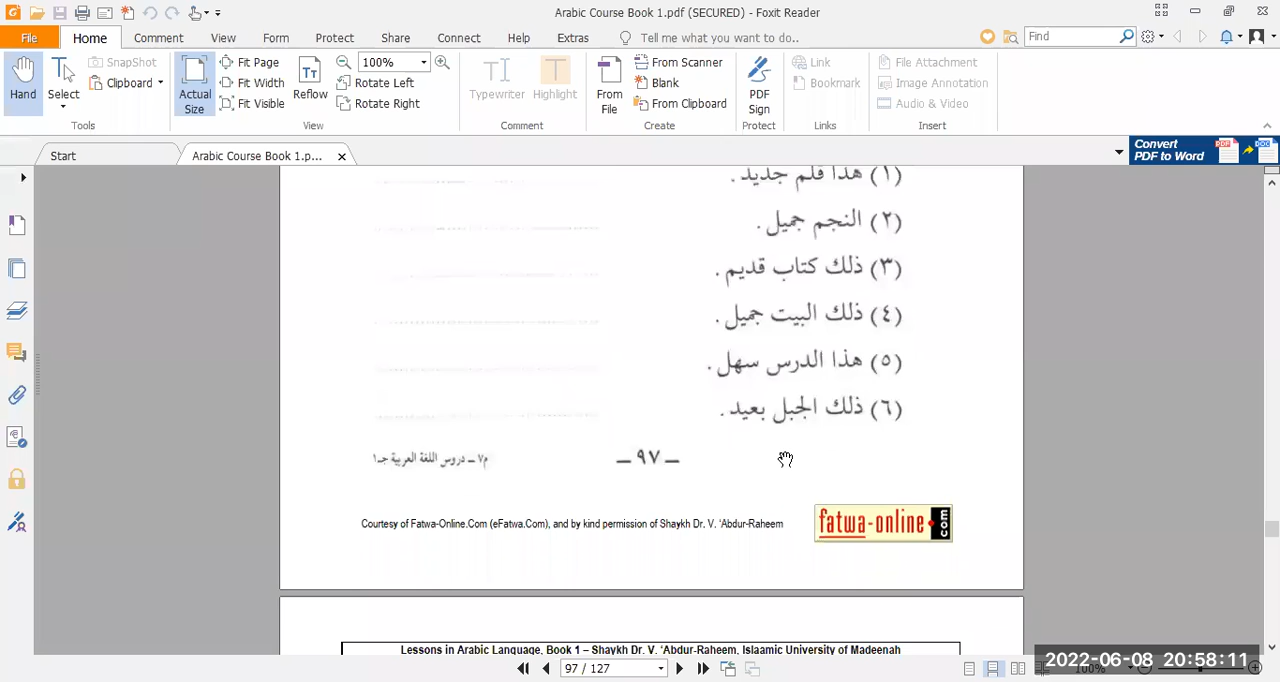 Arabic Course Book 1.pdf (SECURED) - Foxit Reader
File Home Comment View Form Protect Share Connect Help Extras Tell me what you want to do.. Find
Hand
Select
SnapShot
Clipboard
Tools
Actual Size
Fit Page
Fit Width
Fit Visible
Reflow
100%
Rotate Left
Rotate Right
View
Typewriter
Highlight
Comment
From File
From Scanner
Blank
From Clipboard
Create
PDF Sign
Protect
Link
Bookmark
Links
File Attachment
Image Annotation
Audio & Video
Insert
Start
Arabic Course Book 1.p...
Convert
PDF to Word
(١) هذا قلم جديد .
(٢) النجم جميل .
(٣) ذلك كتاب قديم .
(٤) ذلك البيت جميل .
(٥) هذا الدرس سهل .
(٦) ذلك الجبل بعيد .
– ٩٧ –
م٧ – دروس اللغة العربية جـ١
Courtesy of Fatwa-Online.Com (eFatwa.Com), and by kind permission of Shaykh Dr. V. ‘Abdur-Raheem
fatwa-online.com
Lessons in Arabic Language, Book 1 – Shaykh Dr. V. ‘Abdur-Raheem, Islaamic University of Madeenah
97 / 127
100%
2022-06-08 20:58:11